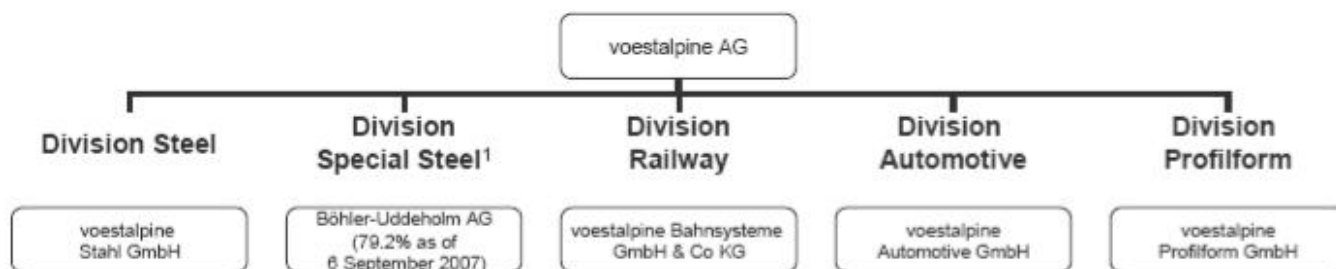 voestalpine AG
Division Steel
Division
Special Steel¹
Division
Railway
Division
Automotive
Division
Profilform
voestalpine
Stahl GmbH
Böhler-Uddeholm AG
(79.2% as of
6 September 2007)
voestalpine Bahnsysteme
GmbH & Co KG
voestalpine
Automotive GmbH
voestalpine
Profilform GmbH